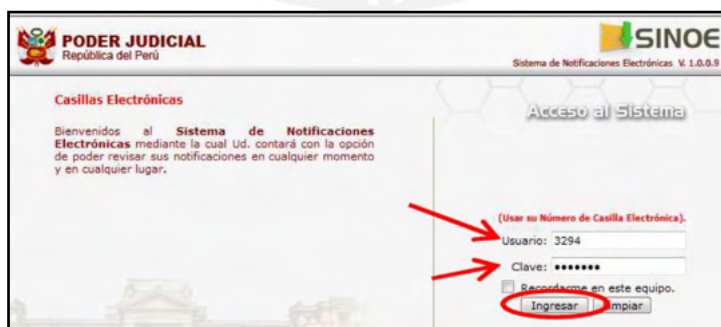 PODER JUDICIAL
República del Perú
SINOE
Sistema de Notificaciones Electrónicas V. 1.0.0.9
Casillas Electrónicas
Bienvenidos al Sistema de Notificaciones
Electrónicas mediante la cual Ud. contará con la opción
de poder revisar sus notificaciones en cualquier momento
y en cualquier lugar.
Acceso al Sistema
(Usar su Número de Casilla Electrónica).
Usuario: 3294
Clave: •••••••
Recordarme en este equipo.
Ingresar Limpiar